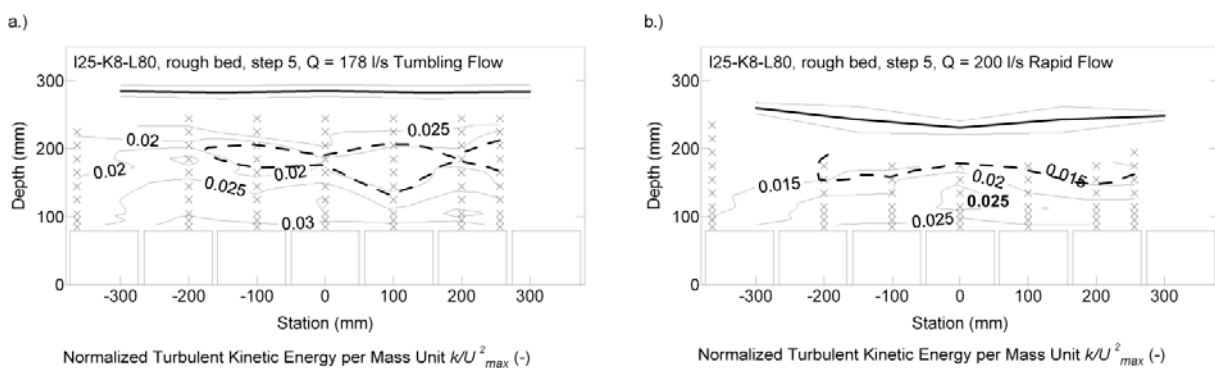 a.)
I25-K8-L80, rough bed, step 5, Q = 178 l/s Tumbling Flow
300
200
100
0
Depth (mm)
0.02
0.025
0.02
0.02
0.025
0.03
-300 -200 -100 0 100 200 300
Station (mm)
Normalized Turbulent Kinetic Energy per Mass Unit k/U²max (-)
b.)
I25-K8-L80, rough bed, step 5, Q = 200 l/s Rapid Flow
300
200
100
0
Depth (mm)
0.015
0.015
0.02
0.025
0.025
-300 -200 -100 0 100 200 300
Station (mm)
Normalized Turbulent Kinetic Energy per Mass Unit k/U²max (-)